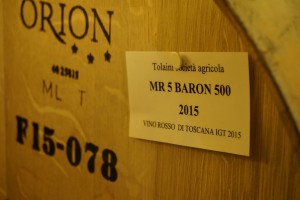 ORION
ML T
F15-078
Tolaini società agricola
MR 5 BARON 500
2015
VINO ROSSO DI TOSCANA IGT 2015